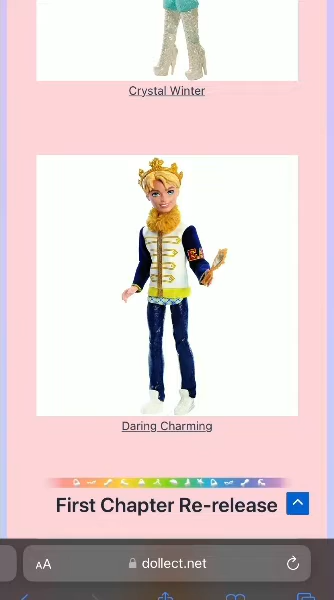 Crystal Winter
Daring Charming
First Chapter Re-release
AA
dollect.net